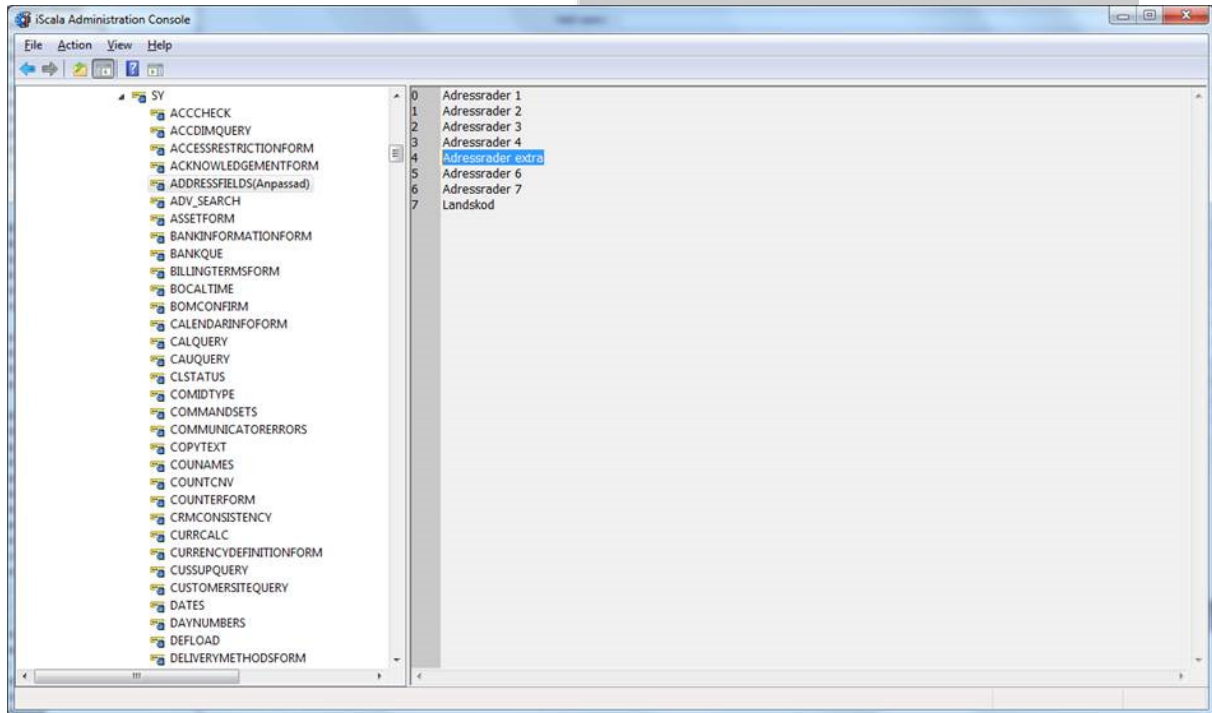 iScala Administration Console
File Action View Help
SY
ACCCHECK
ACCDIMQUERY
ACCESSRESTRICTIONFORM
ACKNOWLEDGEMENTFORM
ADDRESSFIELDS(Anpassad)
ADV_SEARCH
ASSETFORM
BANKINFORMATIONFORM
BANKQUE
BILLINGTERMSFORM
BOCALTIME
BOMCONFIRM
CALENDARINFOFORM
CALQUERY
CAUQUERY
CLSTATUS
COMIDTYPE
COMMANDSETS
COMMUNICATORERRORS
COPYTEXT
COUNAMES
COUNTCNV
COUNTERFORM
CRMCONSISTENCY
CURRCALC
CURRENCYDEFINITIONFORM
CUSSUPQUERY
CUSTOMERSITEQUERY
DATES
DAYNUMBERS
DEFLOAD
DELIVERYMETHODSFORM
0 Adressrader 1
1 Adressrader 2
2 Adressrader 3
3 Adressrader 4
4 Adressrader extra
5 Adressrader 6
6 Adressrader 7
7 Landskod